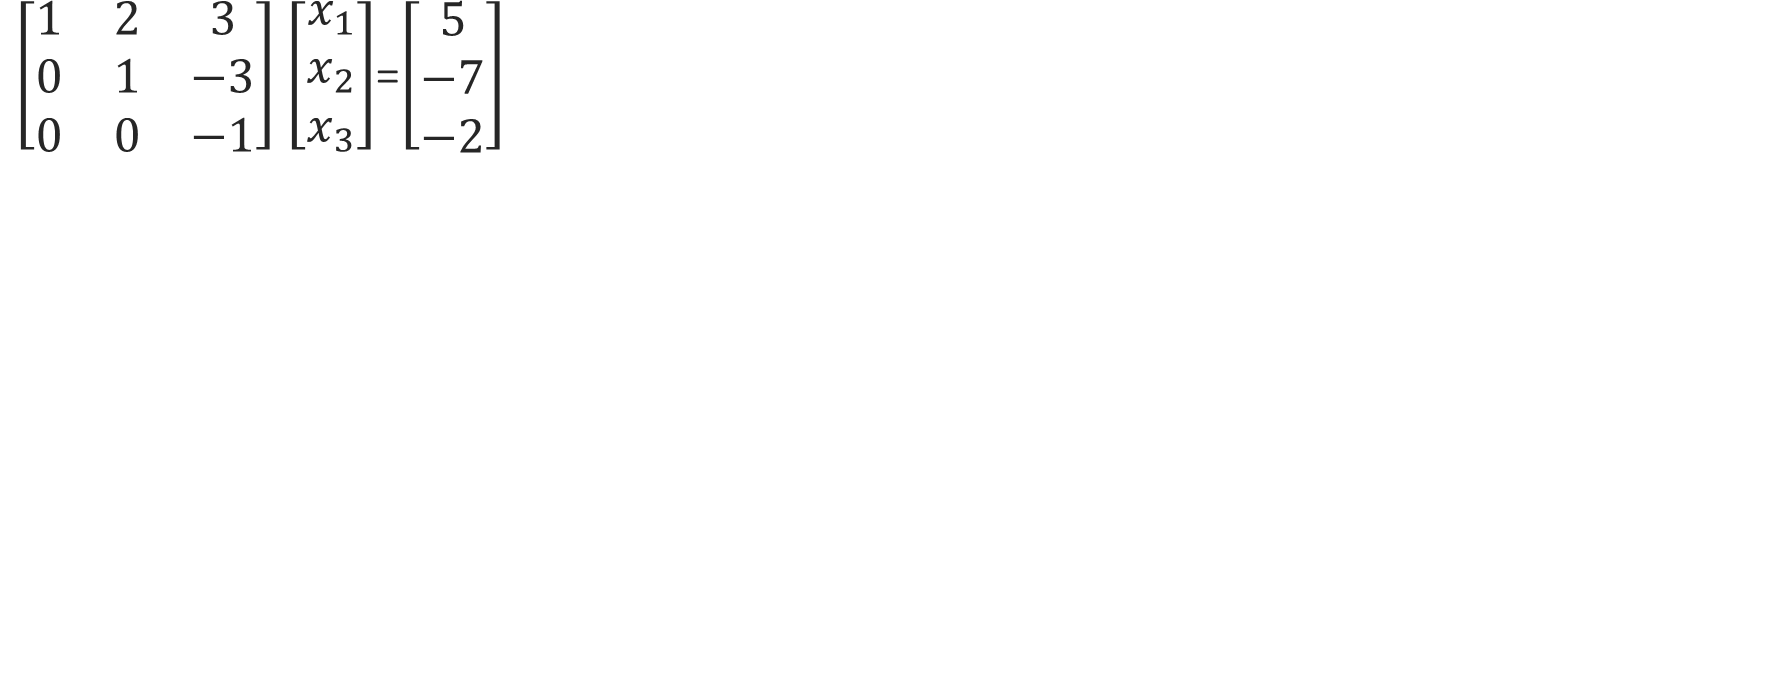 [1 2 3] [x₁] [5]
[0 1 −3] [x₂] = [−7]
[0 0 −1] [x₃] [−2]